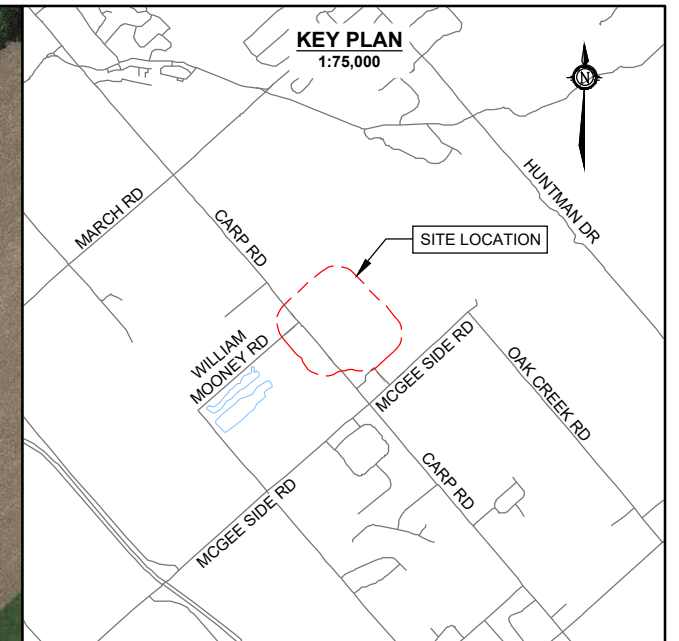 KEY PLAN
1:75,000
N
HUNTMAN DR
MARCH RD
CARP RD
SITE LOCATION
WILLIAM
MOONEY RD
MCGEE SIDE RD
OAK CREEK RD
CARP RD
MCGEE SIDE RD